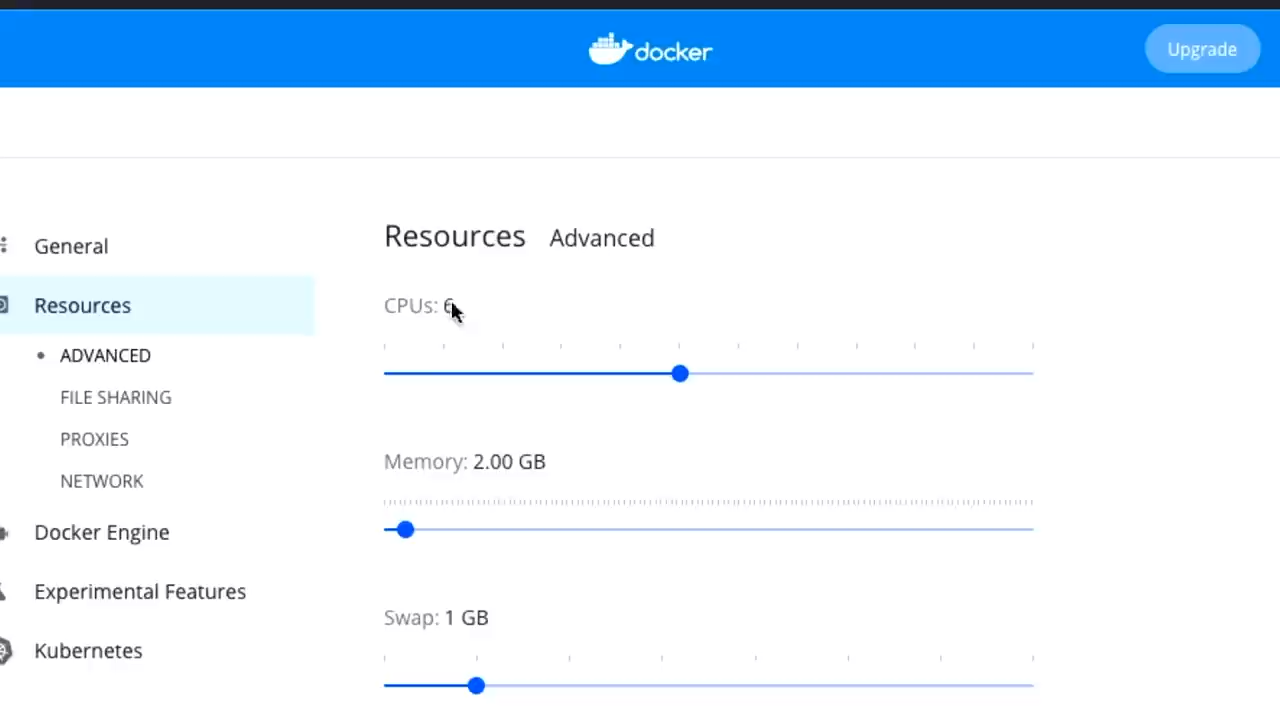 docker
Upgrade
General
Resources
ADVANCED
FILE SHARING
PROXIES
NETWORK
Docker Engine
Experimental Features
Kubernetes
Resources Advanced
CPUs: 6
Memory: 2.00 GB
Swap: 1 GB